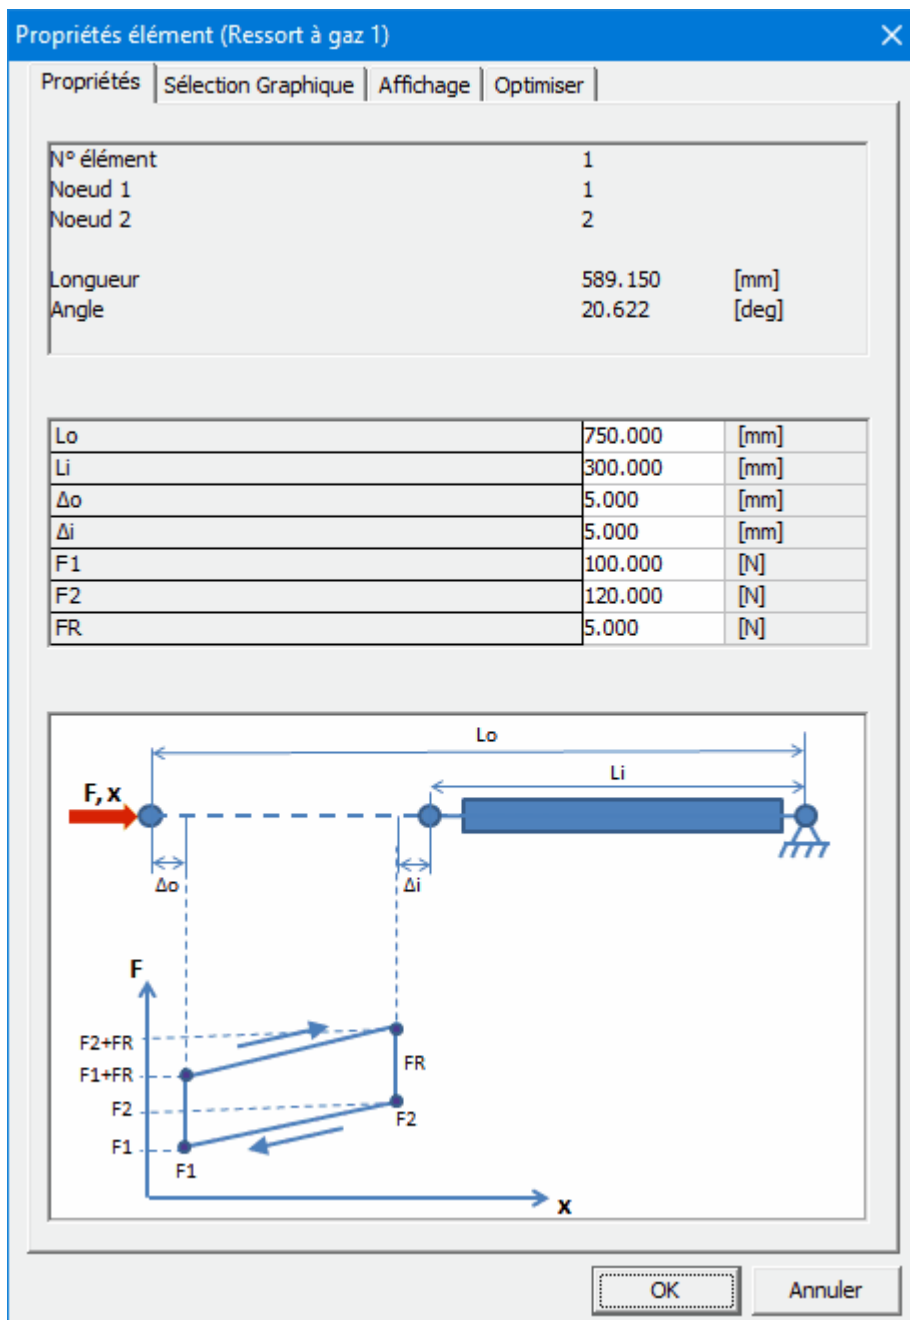 Propriétés élément (Ressort à gaz 1)
Propriétés Sélection Graphique Affichage Optimiser
N° élément 1
Noeud 1 1
Noeud 2 2
Longueur 589.150 [mm]
Angle 20.622 [deg]
Lo 750.000 [mm]
Li 300.000 [mm]
Δo 5.000 [mm]
Δi 5.000 [mm]
F1 100.000 [N]
F2 120.000 [N]
FR 5.000 [N]
Lo
Li
F, x
Δo Δi
F
F2+FR
FR
F1+FR
F2
F2
F1
F1
x
OK Annuler